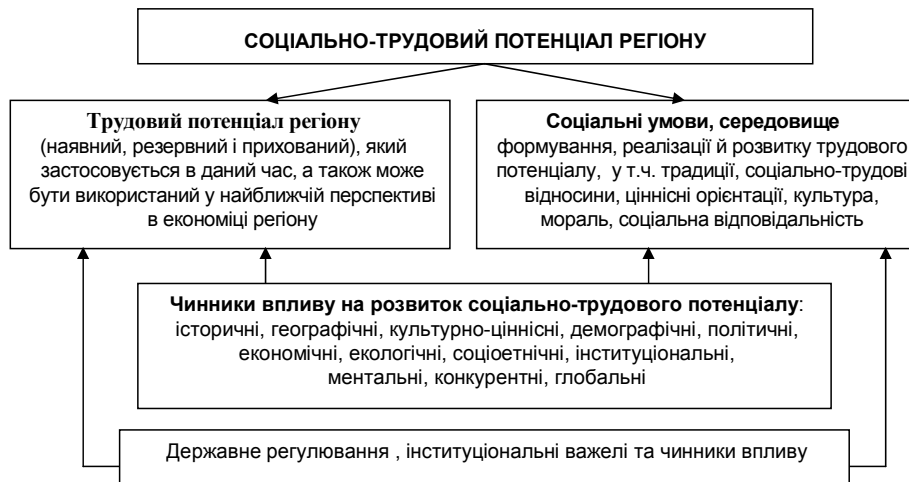 СОЦІАЛЬНО-ТРУДОВИЙ ПОТЕНЦІАЛ РЕГІОНУ
Трудовий потенціал регіону
(наявний, резервний і прихований), який
застосовується в даний час, а також може
бути використаний у найближчій перспективі
в економіці регіону
Соціальні умови, середовище
формування, реалізації й розвитку трудового
потенціалу, у т.ч. традиції, соціально-трудові
відносини, ціннісні орієнтації, культура,
мораль, соціальна відповідальність
Чинники впливу на розвиток соціально-трудового потенціалу:
історичні, географічні, культурно-ціннісні, демографічні, політичні,
економічні, екологічні, соціоетнічні, інституціональні,
ментальні, конкурентні, глобальні
Державне регулювання , інституціональні важелі та чинники впливу